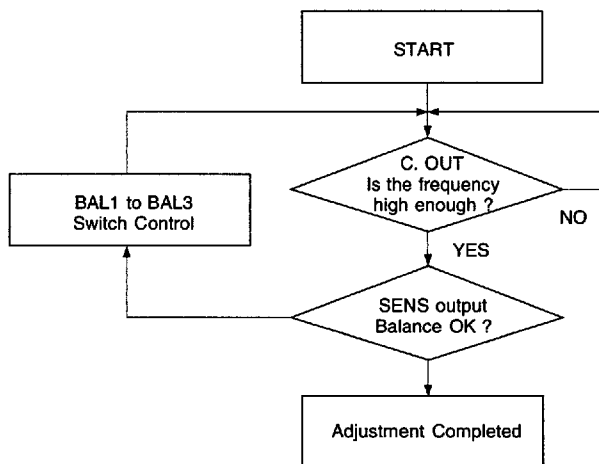 START
C. OUT
Is the frequency
high enough ?
BAL1 to BAL3
Switch Control
NO
YES
SENS output
Balance OK ?
Adjustment Completed